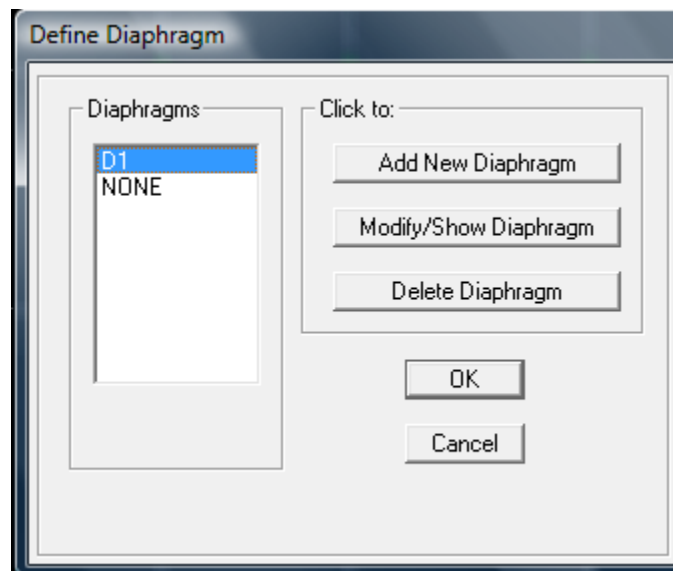 Define Diaphragm
Diaphragms
D1
NONE
Click to:
Add New Diaphragm
Modify/Show Diaphragm
Delete Diaphragm
OK
Cancel